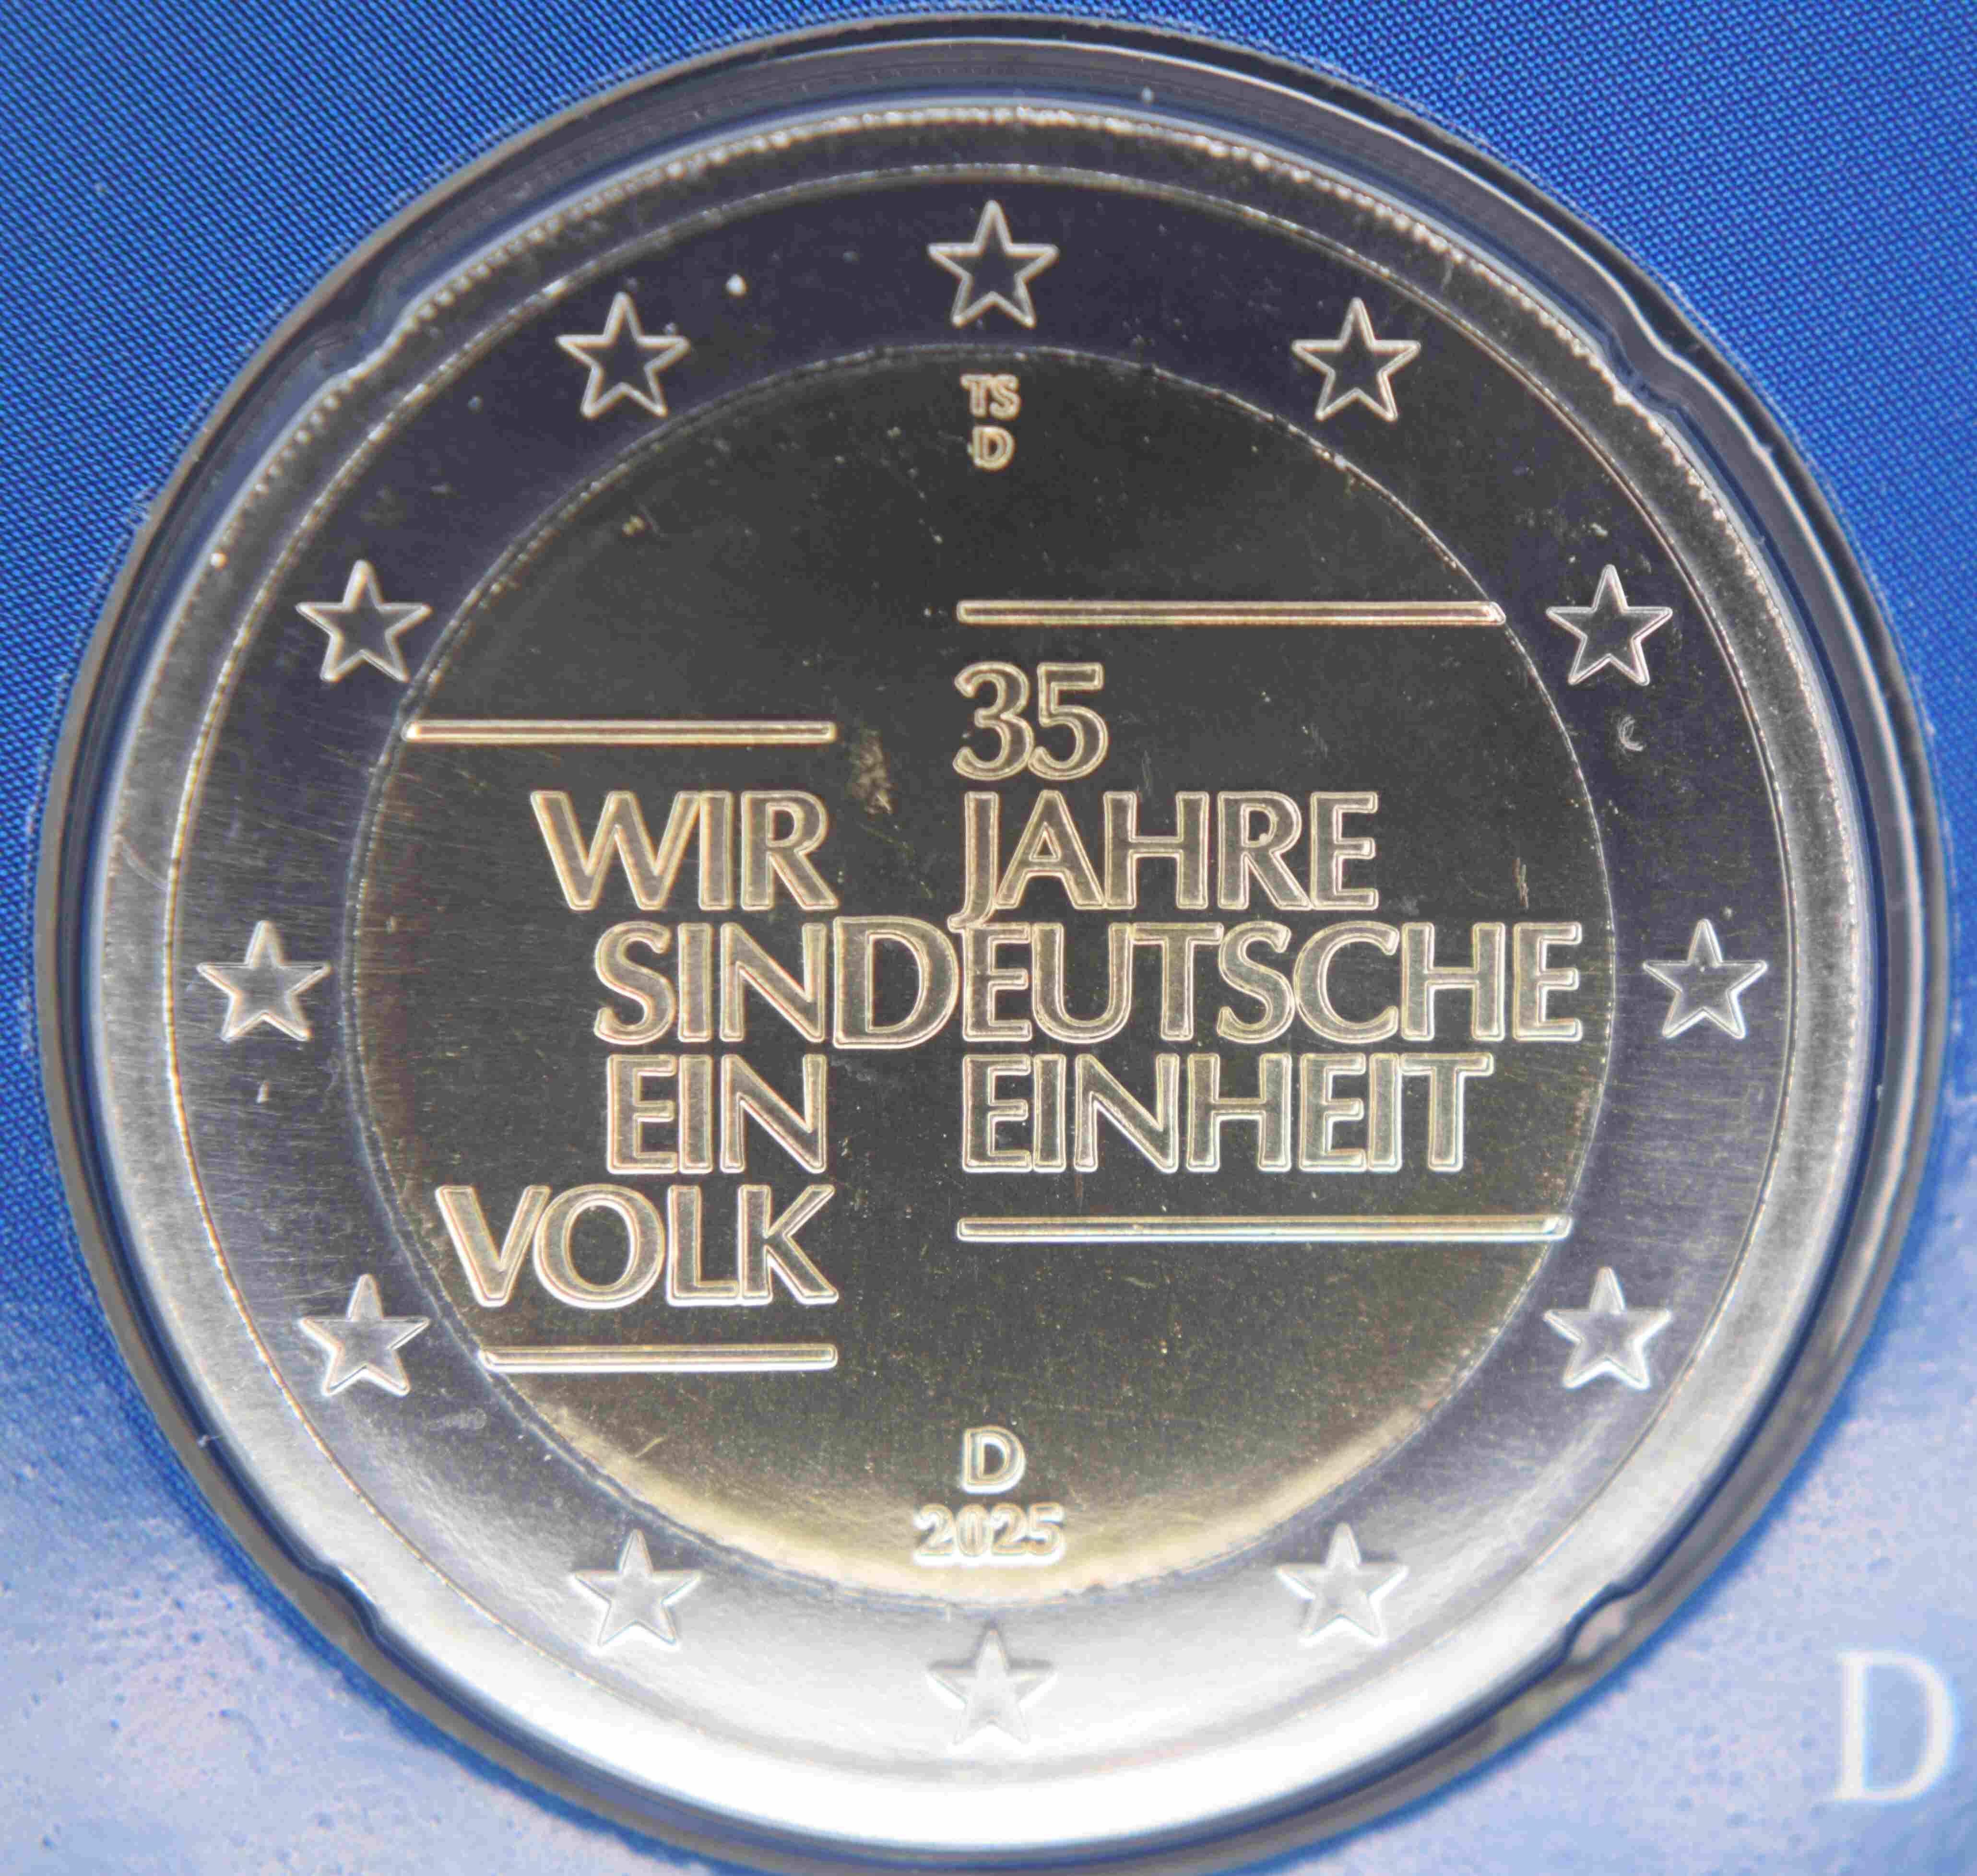 TS
D
35
WIR JAHRE
SINDEUTSCHE
EIN EINHEIT
VOLK
D
2025
D